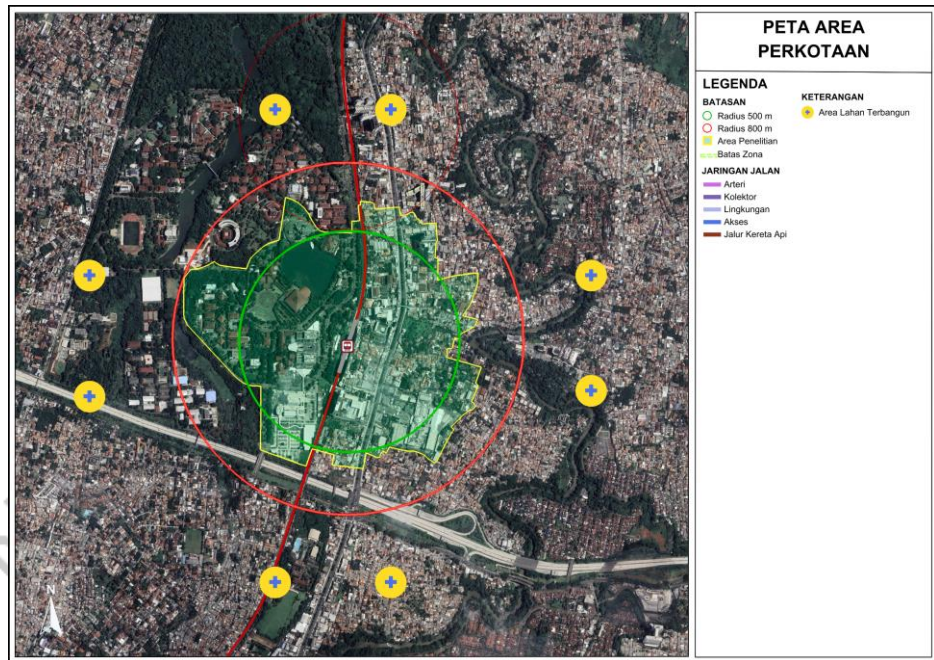 PETA AREA
PERKOTAAN
LEGENDA
BATASAN
Radius 500 m
Radius 800 m
Area Penelitian
Batas Zona
JARINGAN JALAN
Arteri
Kolektor
Lingkungan
Akses
Jalur Kereta Api
KETERANGAN
Area Lahan Terbangun
N